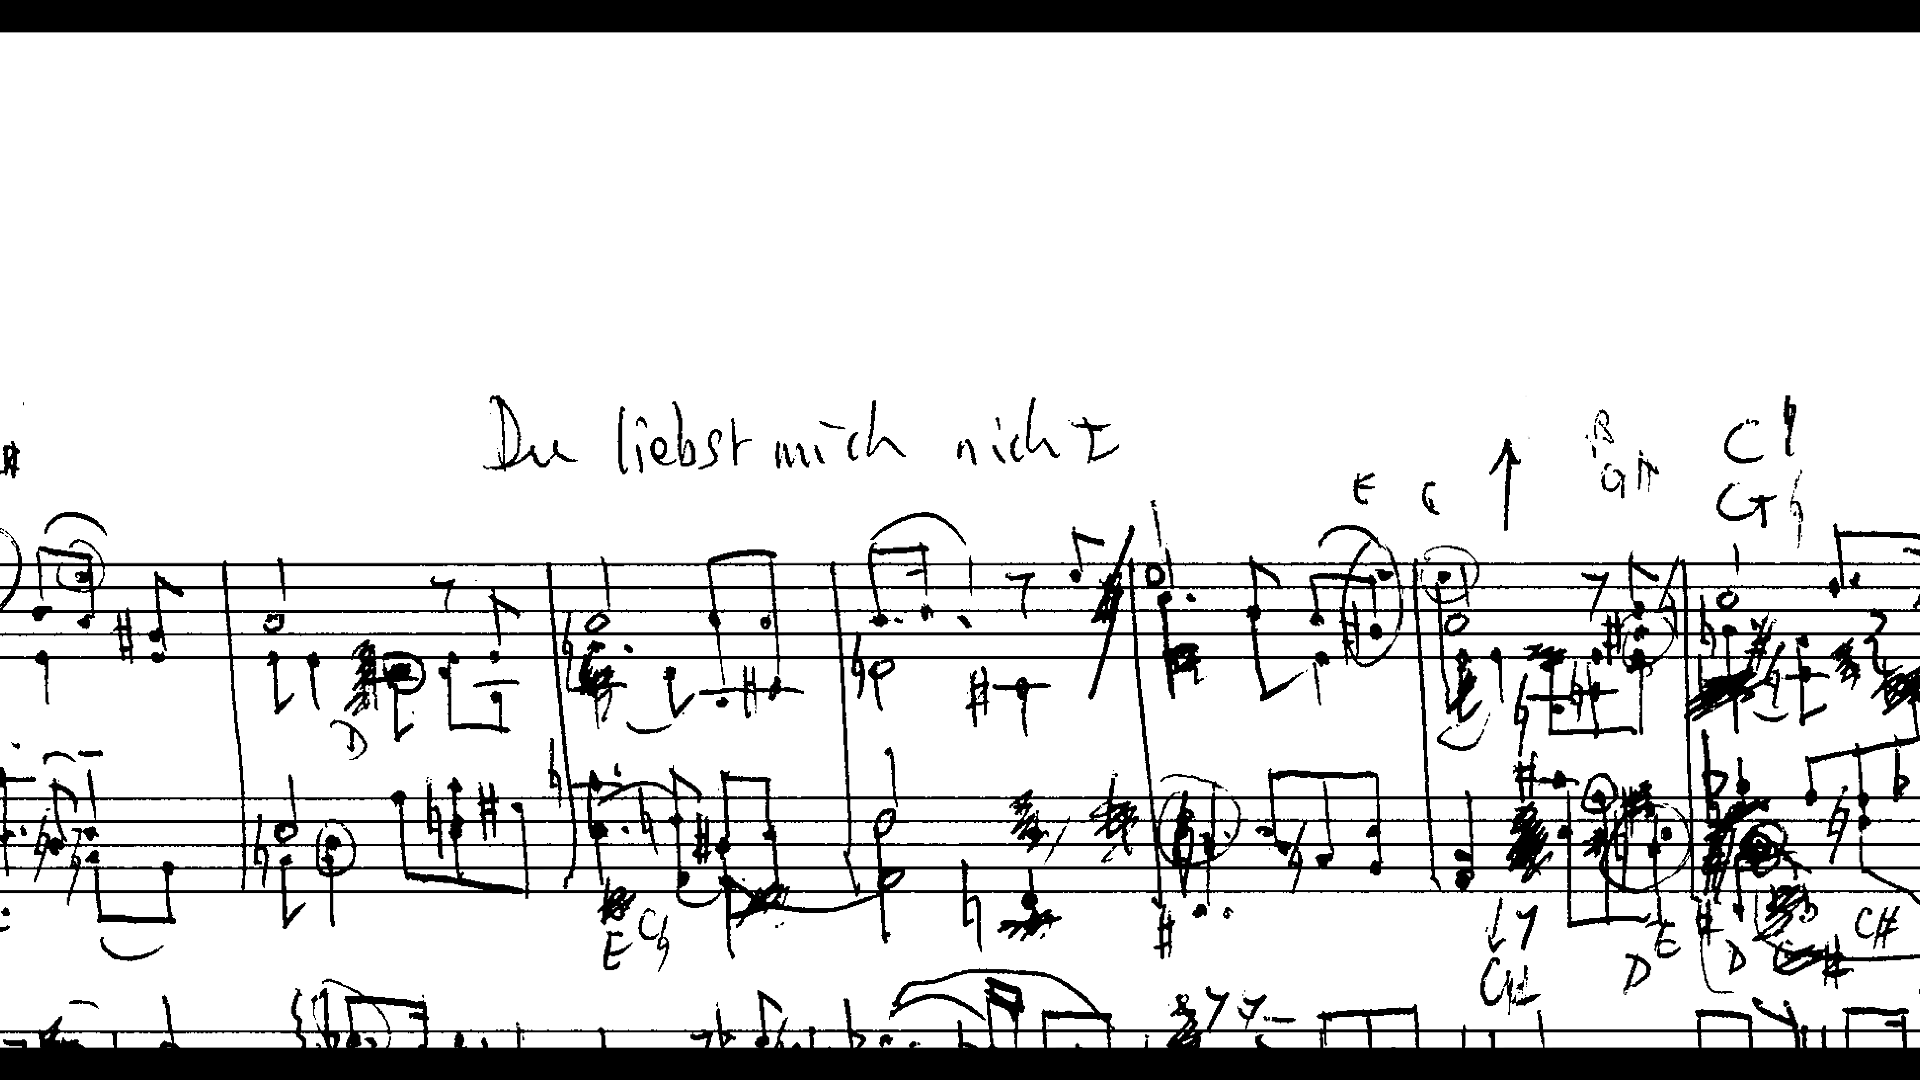 Du liebst mich nicht
E G
G# C♮
G♮
D
E C♮
C#
D E D C#